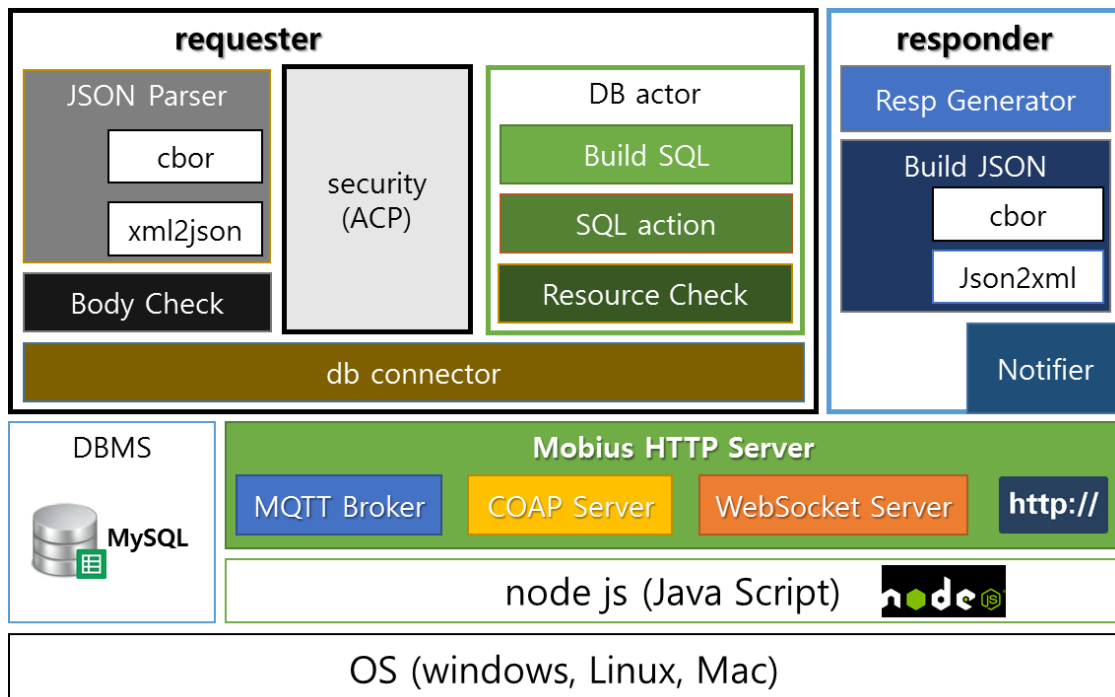 requester
JSON Parser
cbor
xml2json
Body Check
security
(ACP)
DB actor
Build SQL
SQL action
Resource Check
db connector
responder
Resp Generator
Build JSON
cbor
Json2xml
Notifier
DBMS
MySQL
Mobius HTTP Server
MQTT Broker
COAP Server
WebSocket Server
http://
node js (Java Script)
node JS
OS (windows, Linux, Mac)